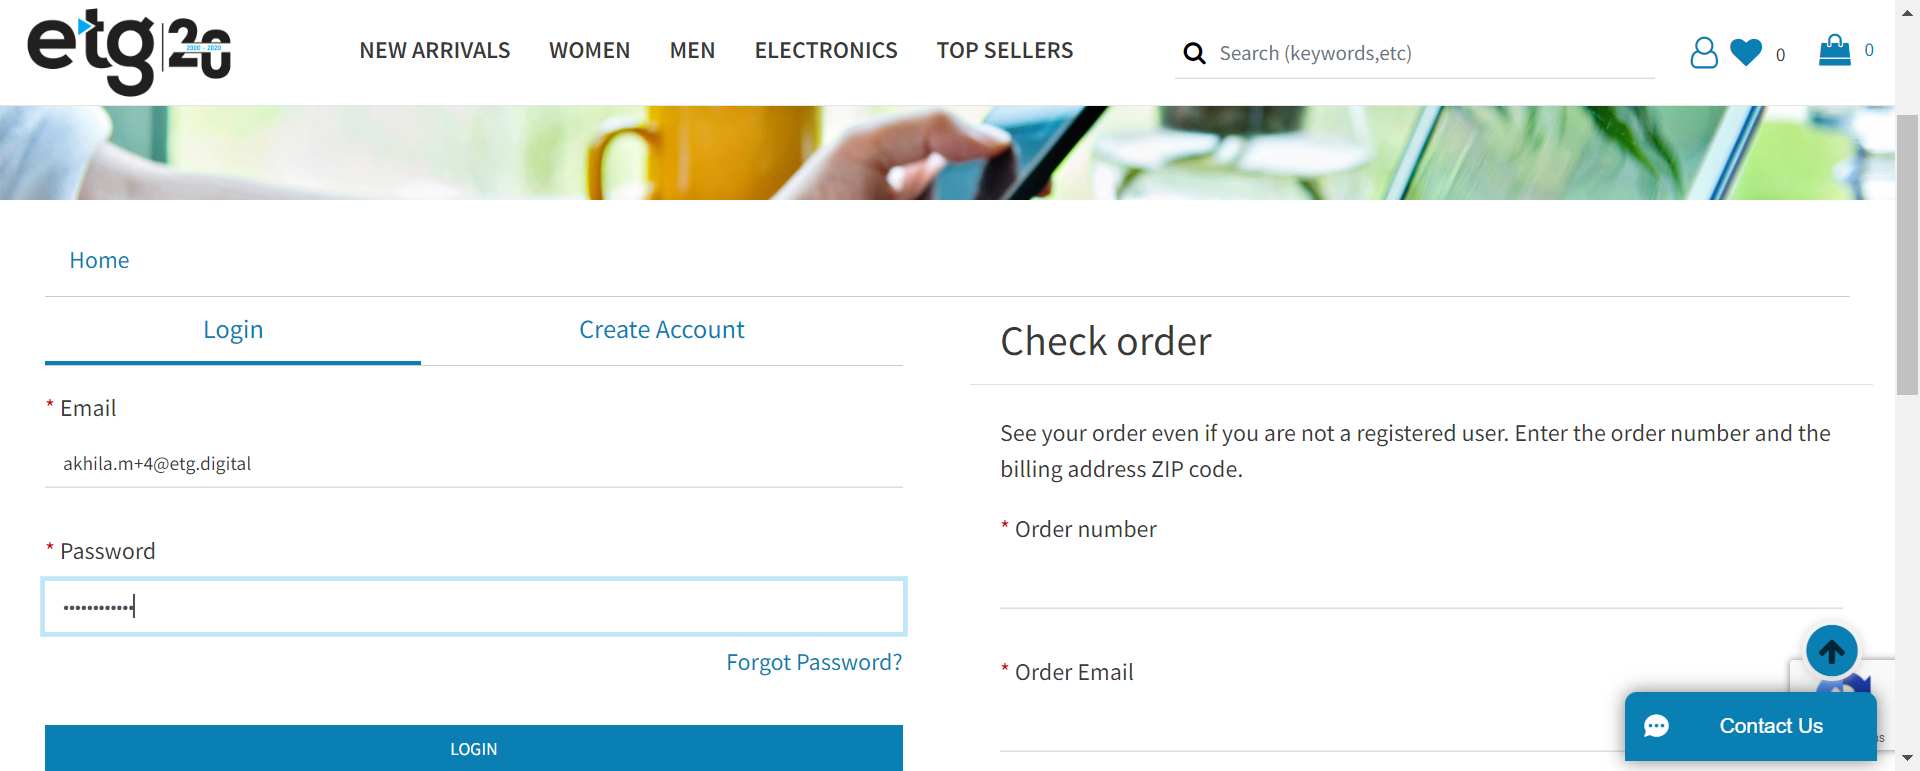 etg 20
2000 - 2020
NEW ARRIVALS
WOMEN
MEN
ELECTRONICS
TOP SELLERS
Search (keywords,etc)
0
0
Home
Login
Create Account
* Email
akhila.m+4@etg.digital
* Password
Forgot Password?
LOGIN
Check order
See your order even if you are not a registered user. Enter the order number and the
billing address ZIP code.
* Order number
* Order Email
Contact Us